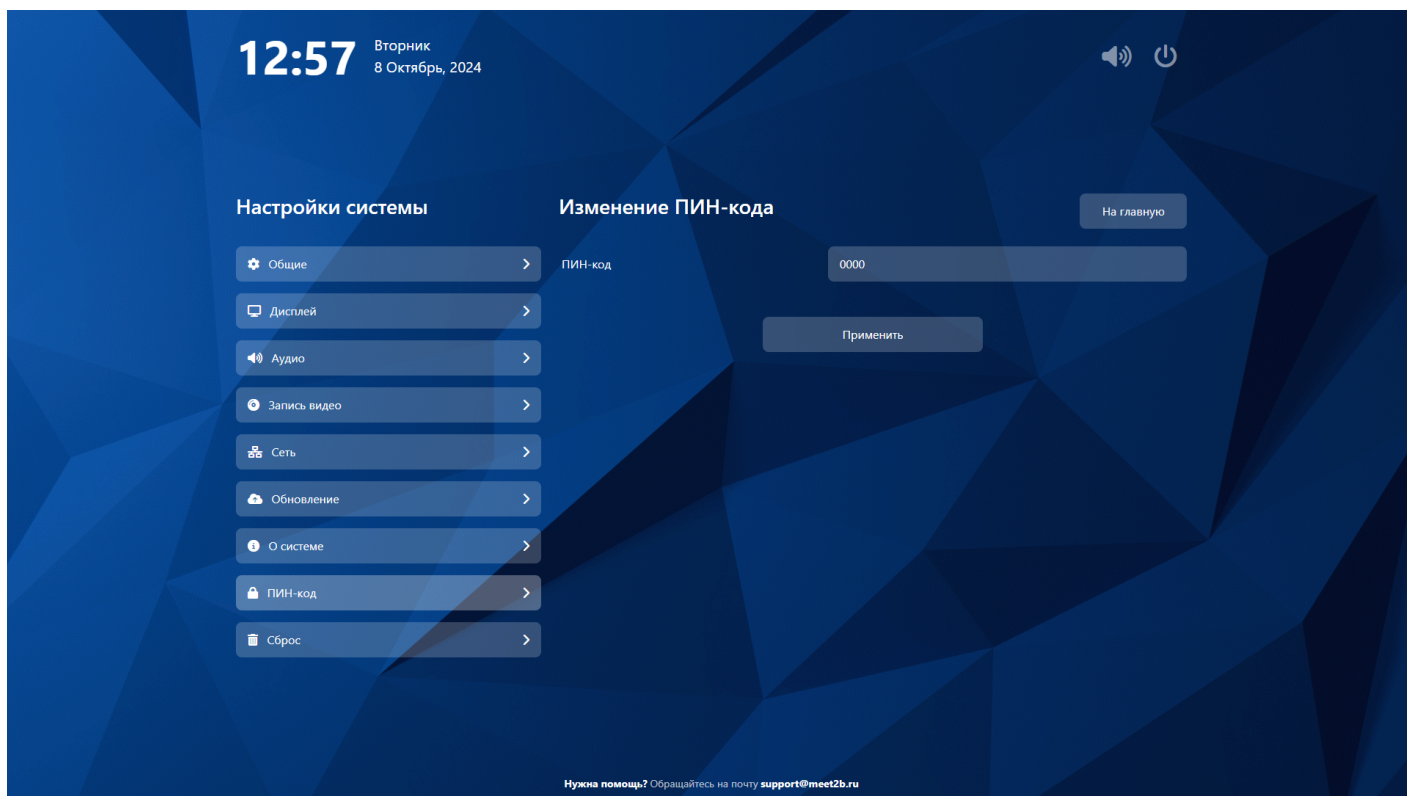 12:57
Вторник
8 Октябрь, 2024
Настройки системы
Общие
Дисплей
Аудио
Запись видео
Сеть
Обновление
О системе
ПИН-код
Сброс
Изменение ПИН-кода
На главную
ПИН-код
0000
Применить
Нужна помощь? Обращайтесь на почту support@meet2b.ru